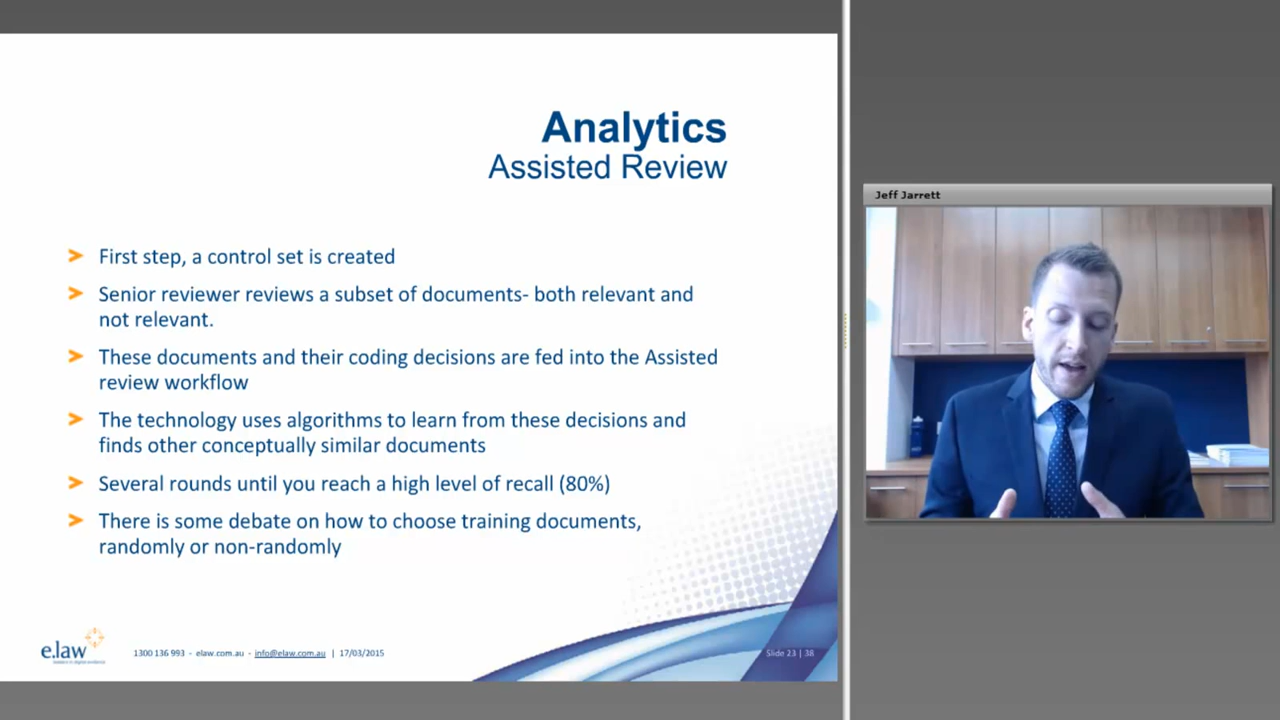 Analytics
Assisted Review
First step, a control set is created
Senior reviewer reviews a subset of documents- both relevant and
not relevant.
These documents and their coding decisions are fed into the Assisted
review workflow
The technology uses algorithms to learn from these decisions and
finds other conceptually similar documents
Several rounds until you reach a high level of recall (80%)
There is some debate on how to choose training documents,
randomly or non-randomly
e.law
1300 136 993 - elaw.com.au - info@elaw.com.au | 17/03/2015
Slide 23 | 38
Jeff Jarrett